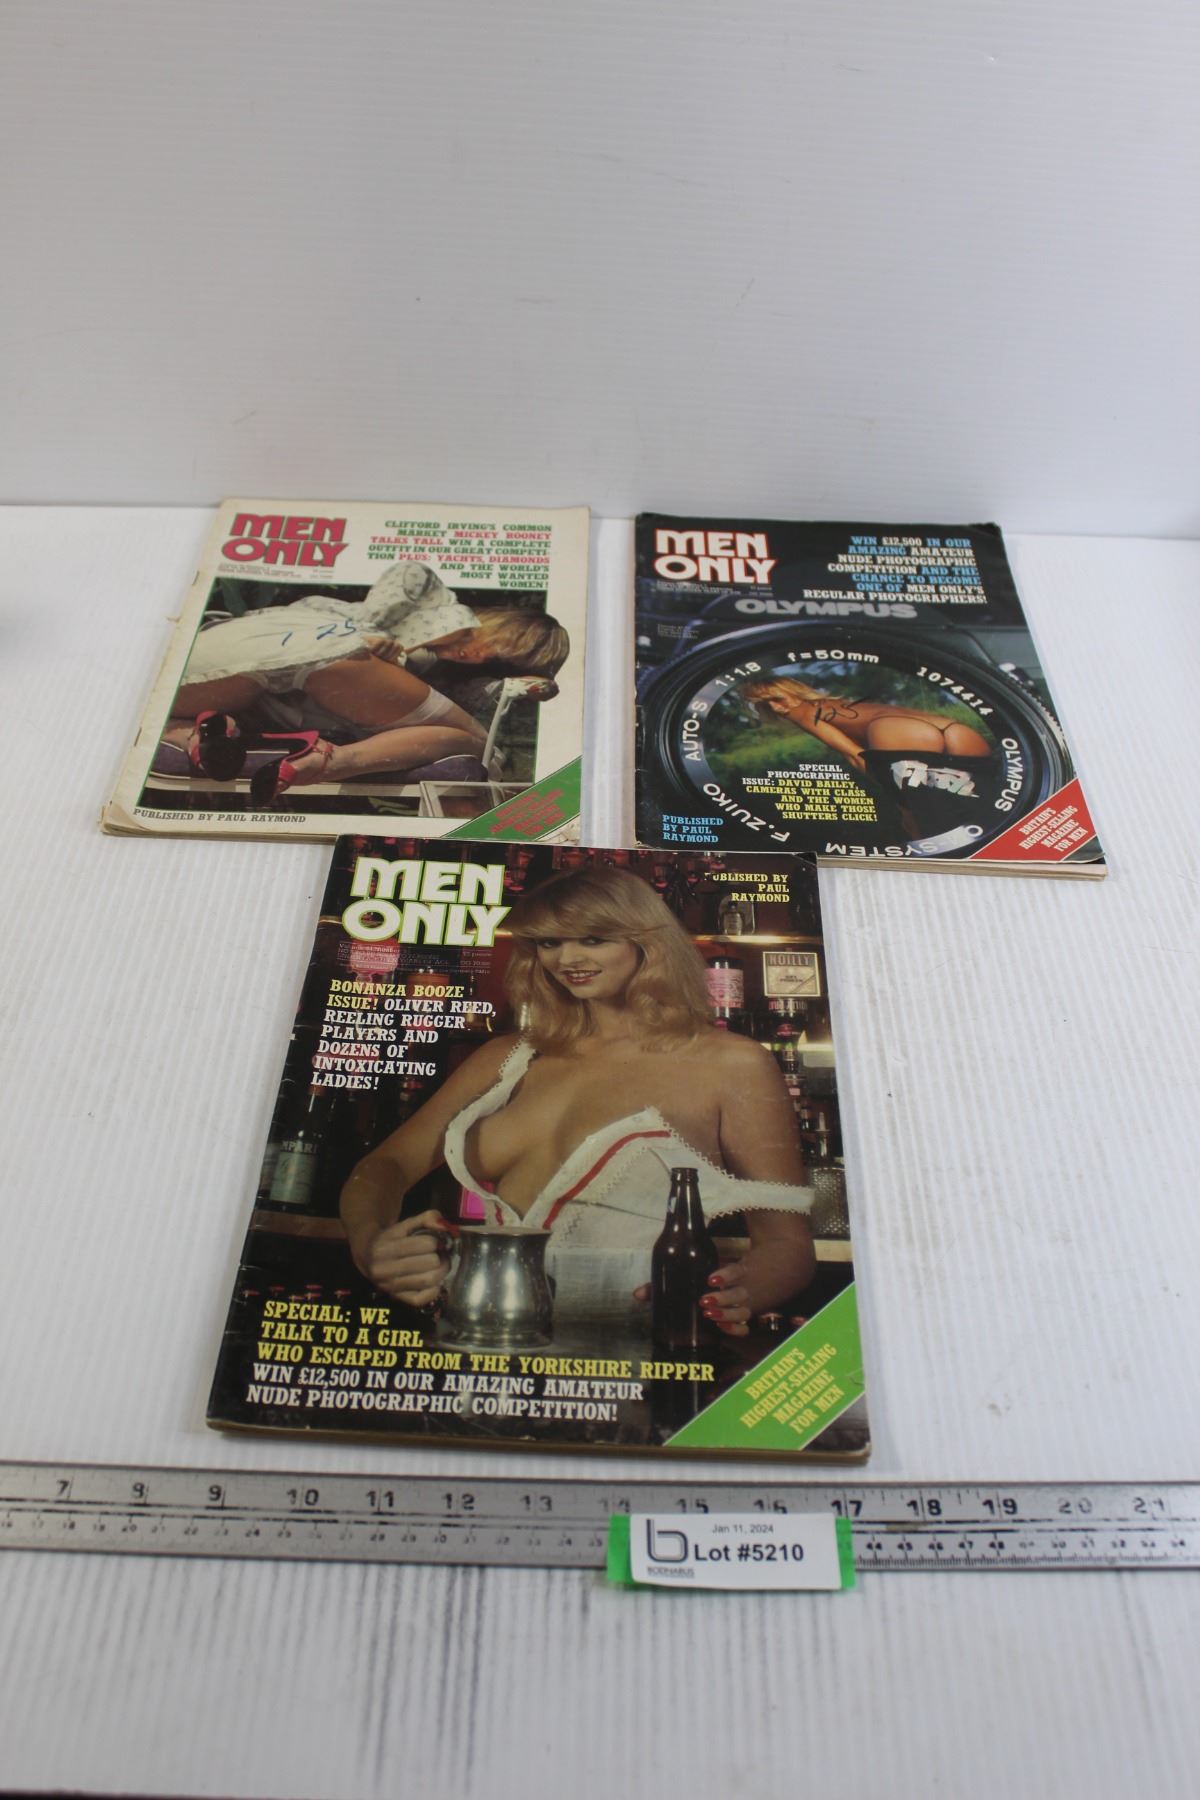 MEN
ONLY
CLIFFORD IRVING'S COMMON
MARKET MICKEY ROONEY
TALKS TALL WIN A COMPLETE
OUTFIT IN OUR GREAT COMPETI-
TION PLUS: YACHTS, DIAMONDS
AND THE WORLD'S
MOST WANTED
WOMEN!
125
PUBLISHED BY PAUL RAYMOND
MEN
ONLY
WIN £12,500 IN OUR
AMAZING AMATEUR
NUDE PHOTOGRAPHIC
COMPETITION AND THE
CHANCE TO BECOME
ONE OF MEN ONLY'S
REGULAR PHOTOGRAPHERS!
OLYMPUS
AUTO-S 1:1.8 f=50mm 1074414
OLYMPUS
F.ZUIKO
SYSTEM
125
SPECIAL
PHOTOGRAPHIC
ISSUE: DAVID BAILEY,
CAMERAS WITH CLASS
AND THE WOMEN
WHO MAKE THOSE
SHUTTERS CLICK!
PUBLISHED
BY PAUL
RAYMOND
BRITAIN'S
HIGHEST-SELLING
MAGAZINE
FOR MEN
MEN
ONLY
PUBLISHED BY
PAUL
RAYMOND
NOILLY
BONANZA BOOZE
ISSUE! OLIVER REED,
REELING RUGGER
PLAYERS AND
DOZENS OF
INTOXICATING
LADIES!
SPECIAL: WE
TALK TO A GIRL
WHO ESCAPED FROM THE YORKSHIRE RIPPER
WIN £12,500 IN OUR AMAZING AMATEUR
NUDE PHOTOGRAPHIC COMPETITION!
BRITAIN'S
HIGHEST-SELLING
MAGAZINE
FOR MEN
7 8 9 10 11 12 13 14 15 16 17 18 19 20 21
Jan 11, 2024
Lot #5210
BODNARUS